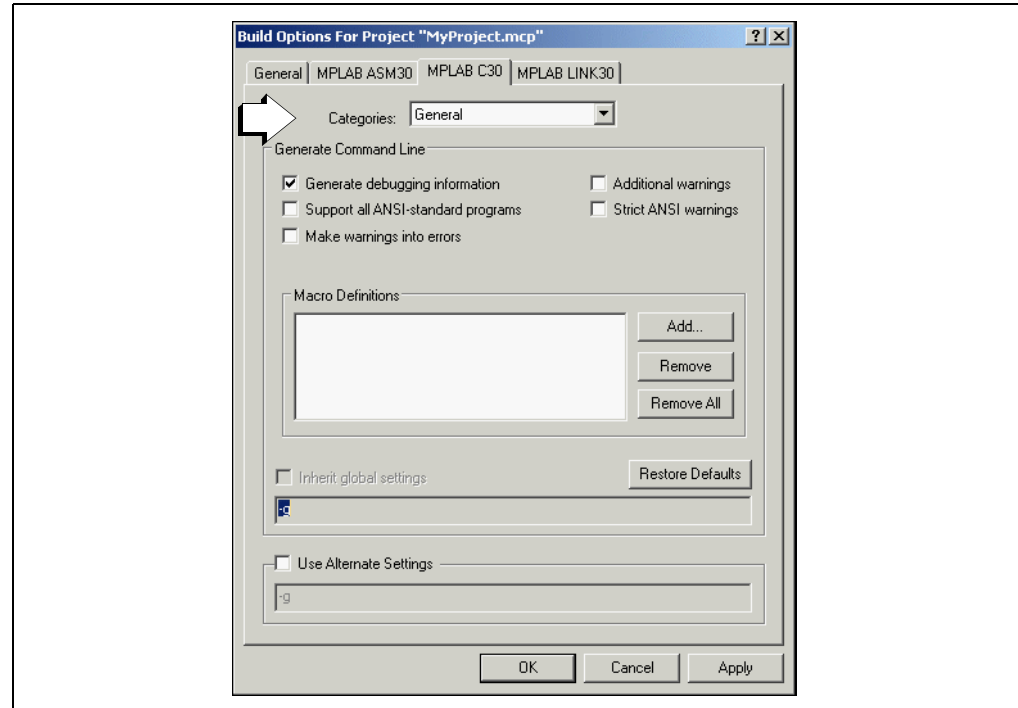 Build Options For Project "MyProject.mcp"
General MPLAB ASM30 MPLAB C30 MPLAB LINK30
Categories: General
Generate Command Line
Generate debugging information Additional warnings
Support all ANSI-standard programs Strict ANSI warnings
Make warnings into errors
Macro Definitions
Add...
Remove
Remove All
Inherit global settings Restore Defaults
-g
Use Alternate Settings
-g
OK Cancel Apply